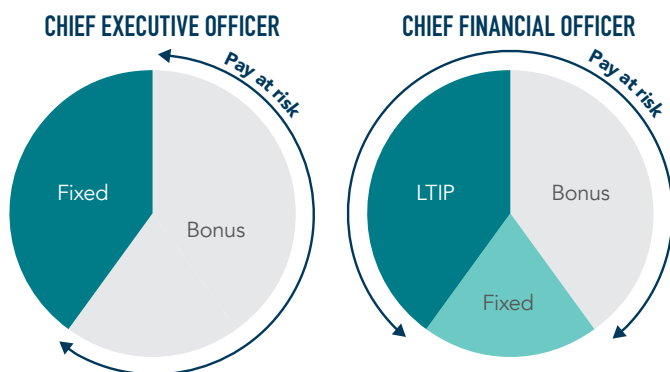 CHIEF EXECUTIVE OFFICER
Pay at risk
Fixed
Bonus
CHIEF FINANCIAL OFFICER
Pay at risk
LTIP
Bonus
Fixed